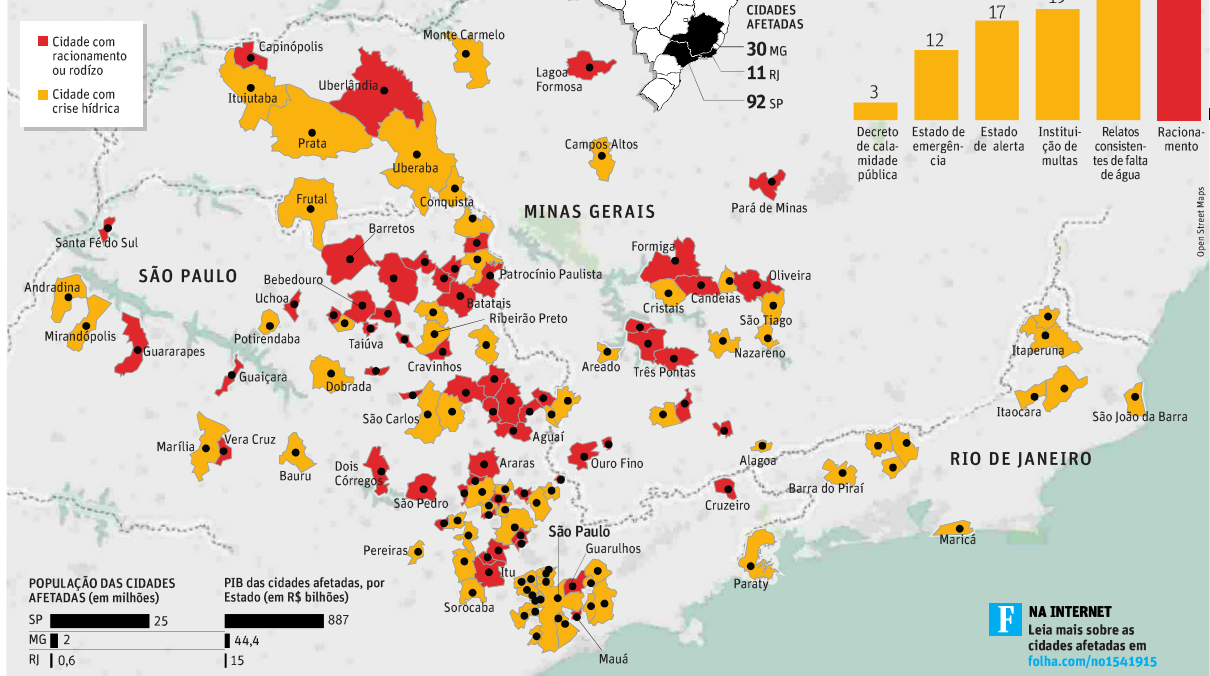 Cidade com
racionamento
ou rodízo
Cidade com
crise hídrica
CIDADES
AFETADAS
30 MG
11 RJ
92 SP
3
12
17
Decreto
de cala-
midade
pública
Estado de
emergên-
cia
Estado
de alerta
Institui-
ção de
multas
Relatos
consisten-
tes de falta
de água
Raciona-
mento
Open Street Maps
Capinópolis
Monte Carmelo
Ituiutaba
Uberlândia
Lagoa
Formosa
Prata
Uberaba
Campos Altos
Conquista
Frutal
Pará de Minas
MINAS GERAIS
Barretos
Santa Fé do Sul
Formiga
SÃO PAULO
Bebedouro
Patrocínio Paulista
Oliveira
Andradina
Uchoa
Batatais
Candeias
Cristais
Ribeirão Preto
São Tiago
Mirandópolis
Potirendaba
Taiúva
Guararapes
Cravinhos
Areado
Três Pontas
Nazareno
Itaperuna
Guaiçara
Dobrada
São Carlos
Itaocara
São João da Barra
Aguaí
Marília
Vera Cruz
Bauru
Dois
Córregos
Araras
Ouro Fino
Alagoa
RIO DE JANEIRO
Barra do Piraí
São Pedro
Cruzeiro
São Paulo
Maricá
Pereiras
Guarulhos
Itu
Paraty
Sorocaba
Mauá
POPULAÇÃO DAS CIDADES
AFETADAS (em milhões)
SP 25
MG 2
RJ 0,6
PIB das cidades afetadas, por
Estado (em R$ bilhões)
887
44,4
15
F
NA INTERNET
Leia mais sobre as
cidades afetadas em
folha.com/no1541915